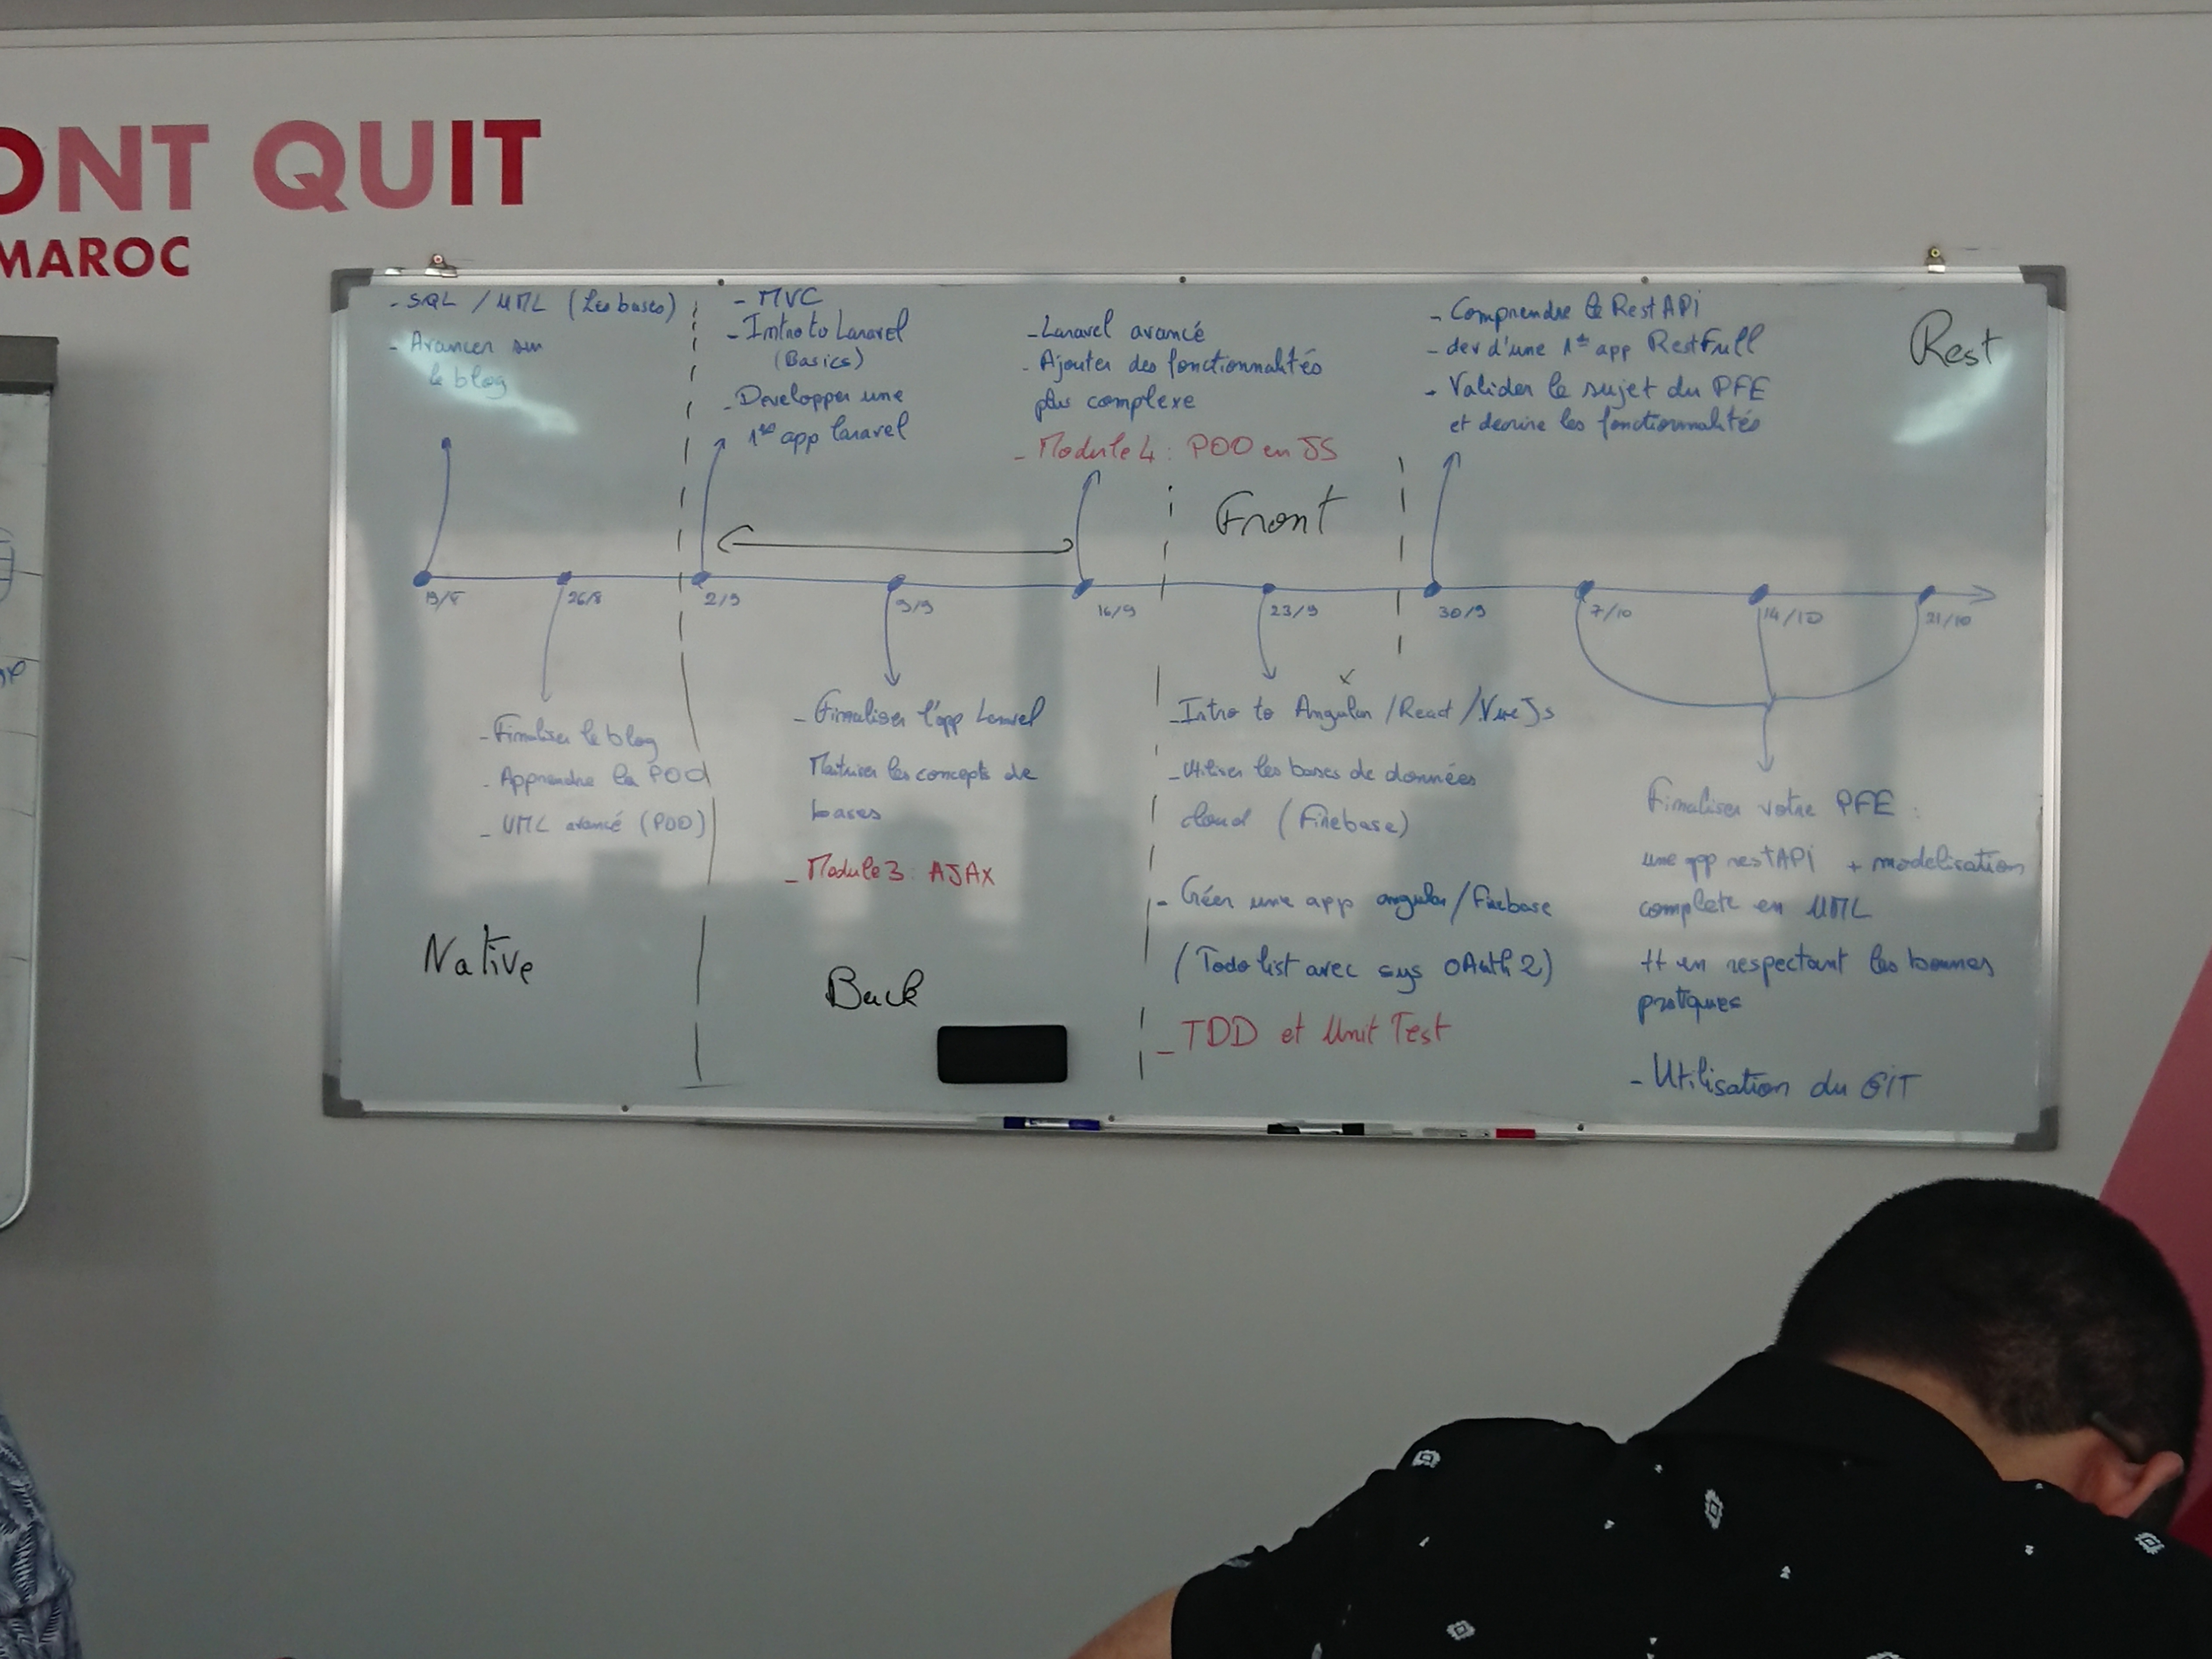 ONT QUIT
MAROC
- SQL / UML (Les bases)
- Avancer sur
le blog
- MVC
- Intro to Laravel
(Basics)
- Developper une
1ère app laravel
- Laravel avancé
- Ajouter des fonctionnalités
plus complexe
- Module 4 : POO en JS
- Comprendre le RestAPi
- dev d'une 1ère app RestFull
- Valider le sujet du PFE
et decrire les fonctionnalités
Rest
Front
19/8
26/8
2/9
9/9
16/9
23/9
30/9
7/10
14/10
21/10
- Finaliser le blog
- Apprendre la POO
- UML avancé (POO)
Native
- Finaliser l'app Laravel
Maitriser les concepts de
bases
- Module 3 : AJAX
Back
- Intro to Angular / React / Vue Js
- Utiliser les bases de données
cloud (Firebase)
- Créer une app angular/Firebase
(Todo list avec sys OAuth 2)
- TDD et Unit Test
Finaliser votre PFE :
une app restAPi + modelisation
complete en UML
++ en respectant les bonnes
pratiques
- Utilisation du GIT